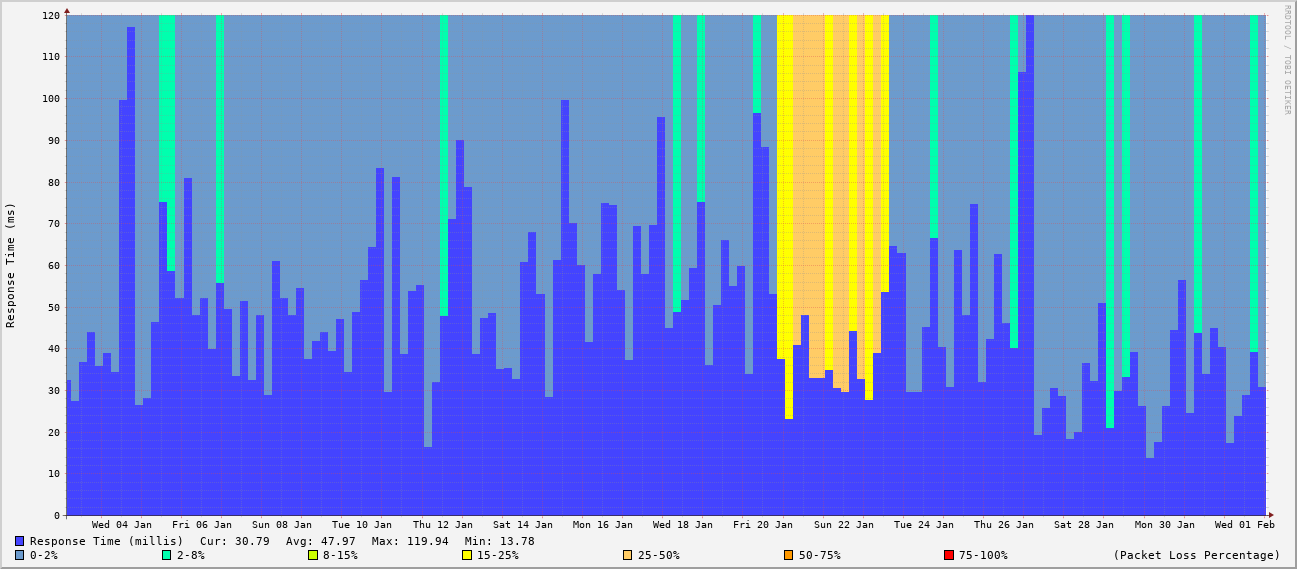 120
110
100
90
80
70
60
50
40
30
20
10
0
Response Time (ms)
RRDTOOL / TOBI OETIKER
Wed 04 Jan Fri 06 Jan Sun 08 Jan Tue 10 Jan Thu 12 Jan Sat 14 Jan Mon 16 Jan Wed 18 Jan Fri 20 Jan Sun 22 Jan Tue 24 Jan Thu 26 Jan Sat 28 Jan Mon 30 Jan Wed 01 Feb
Response Time (millis) Cur: 30.79 Avg: 47.97 Max: 119.94 Min: 13.78
0-2% 2-8% 8-15% 15-25% 25-50% 50-75% 75-100% (Packet Loss Percentage)